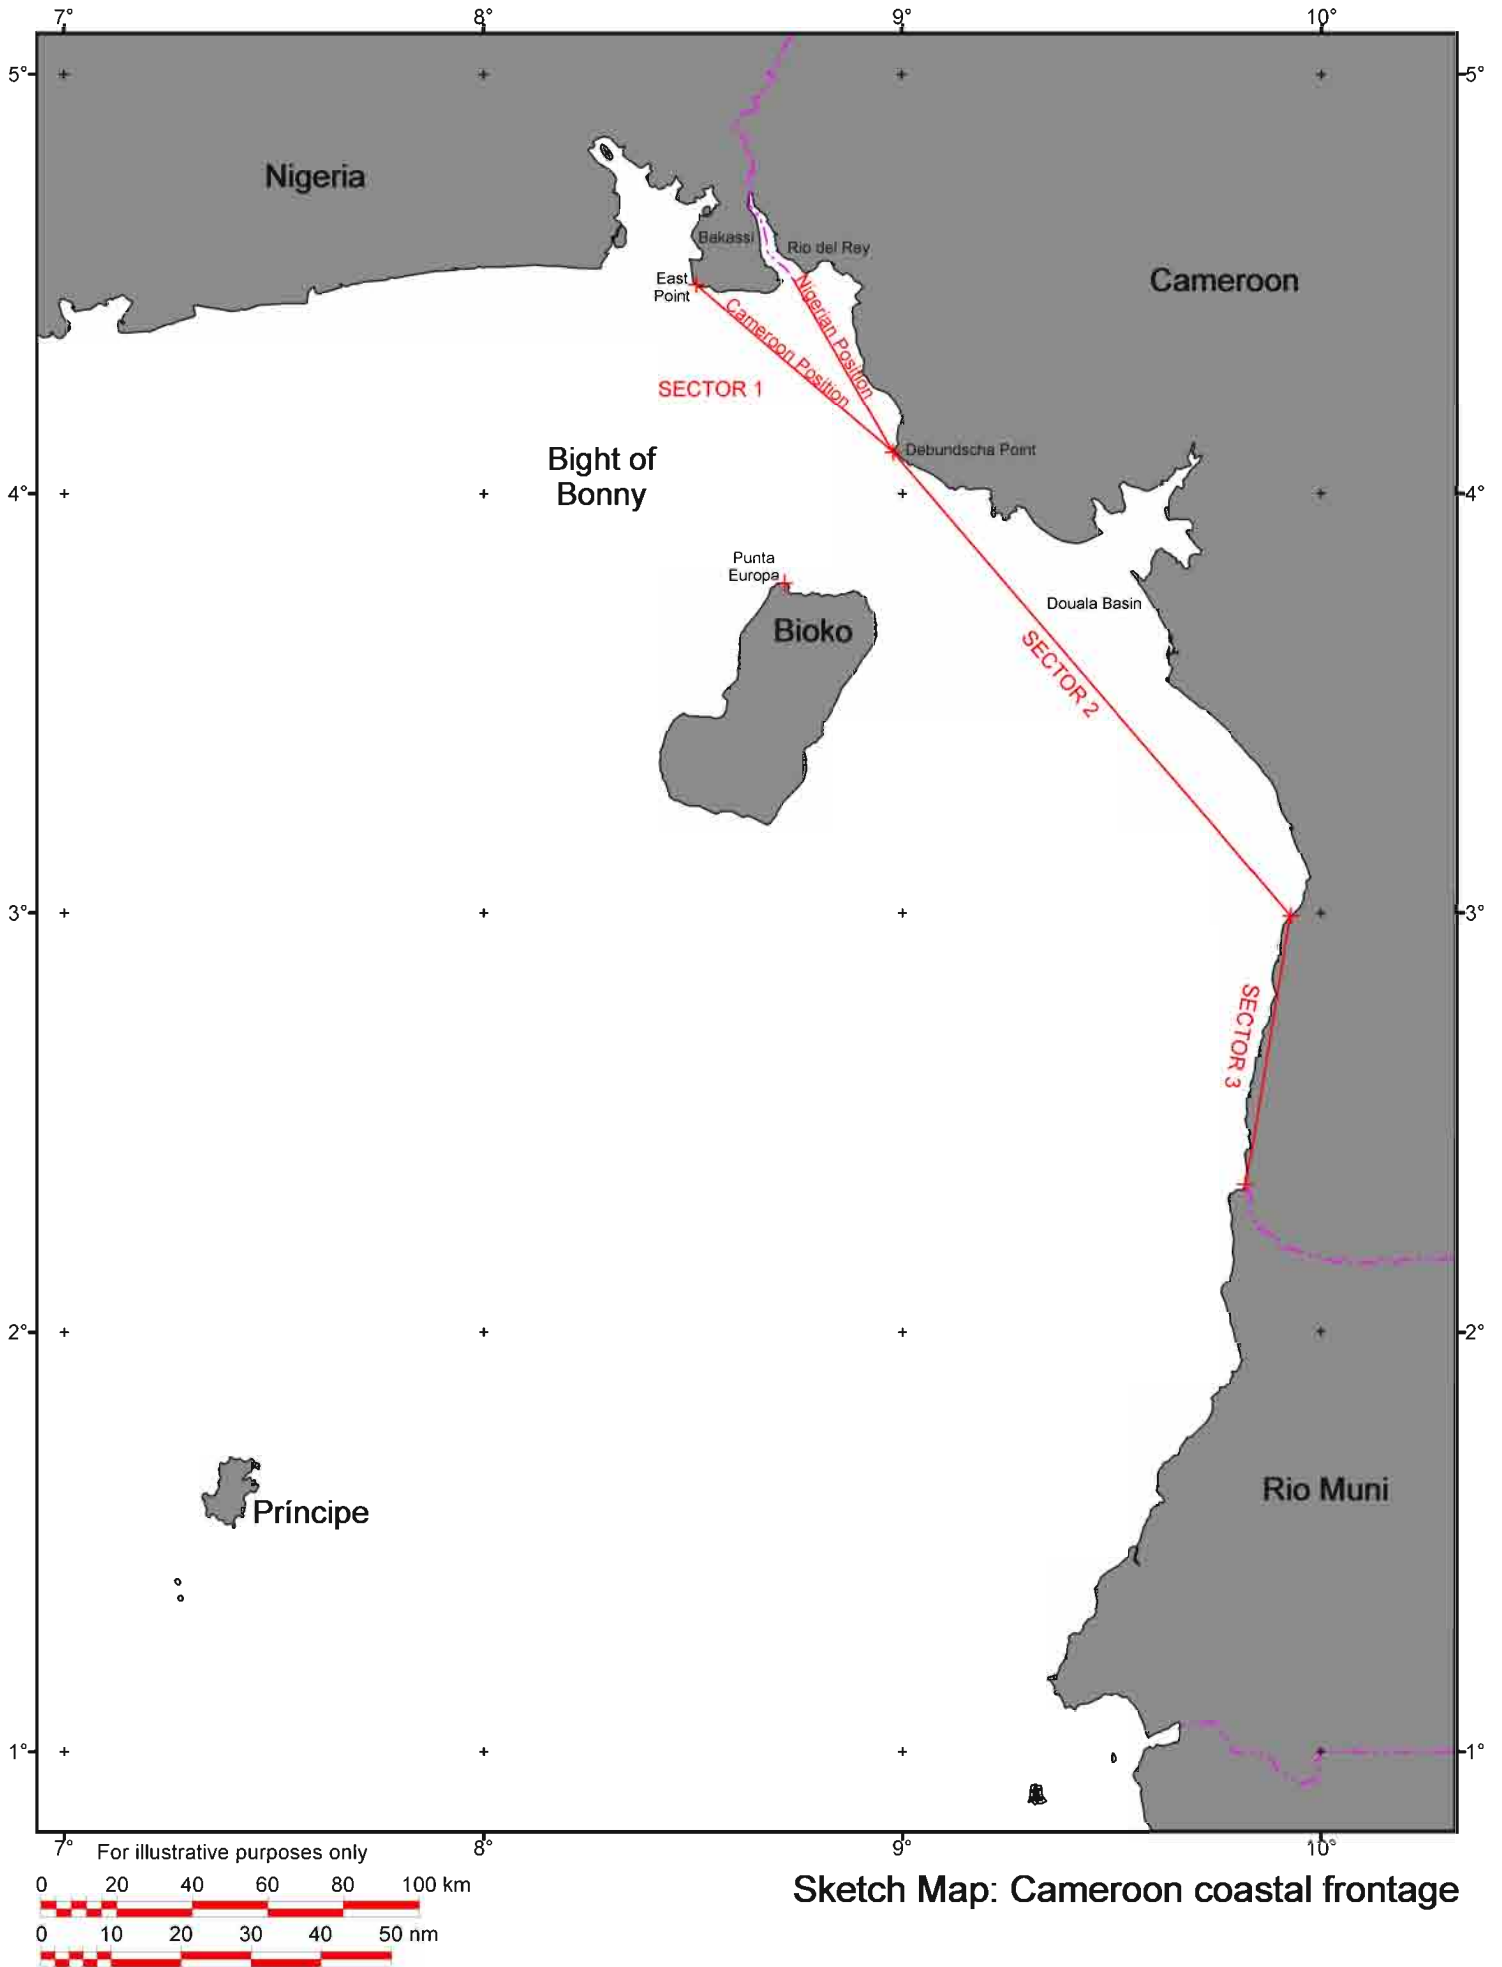 7° 8° 9° 10°
5° 5°
Nigeria
Bakassi
Rio del Rey
East
Point
Cameroon
Nigerian Position
Cameroon Position
SECTOR 1
Bight of
Bonny
Debundscha Point
4° 4°
Punta
Europa
Bioko
Douala Basin
SECTOR 2
3° 3°
SECTOR 3
2° 2°
Rio Muni
Príncipe
1° 1°
7° 8° 9° 10°
For illustrative purposes only
0 20 40 60 80 100 km
0 10 20 30 40 50 nm
Sketch Map: Cameroon coastal frontage